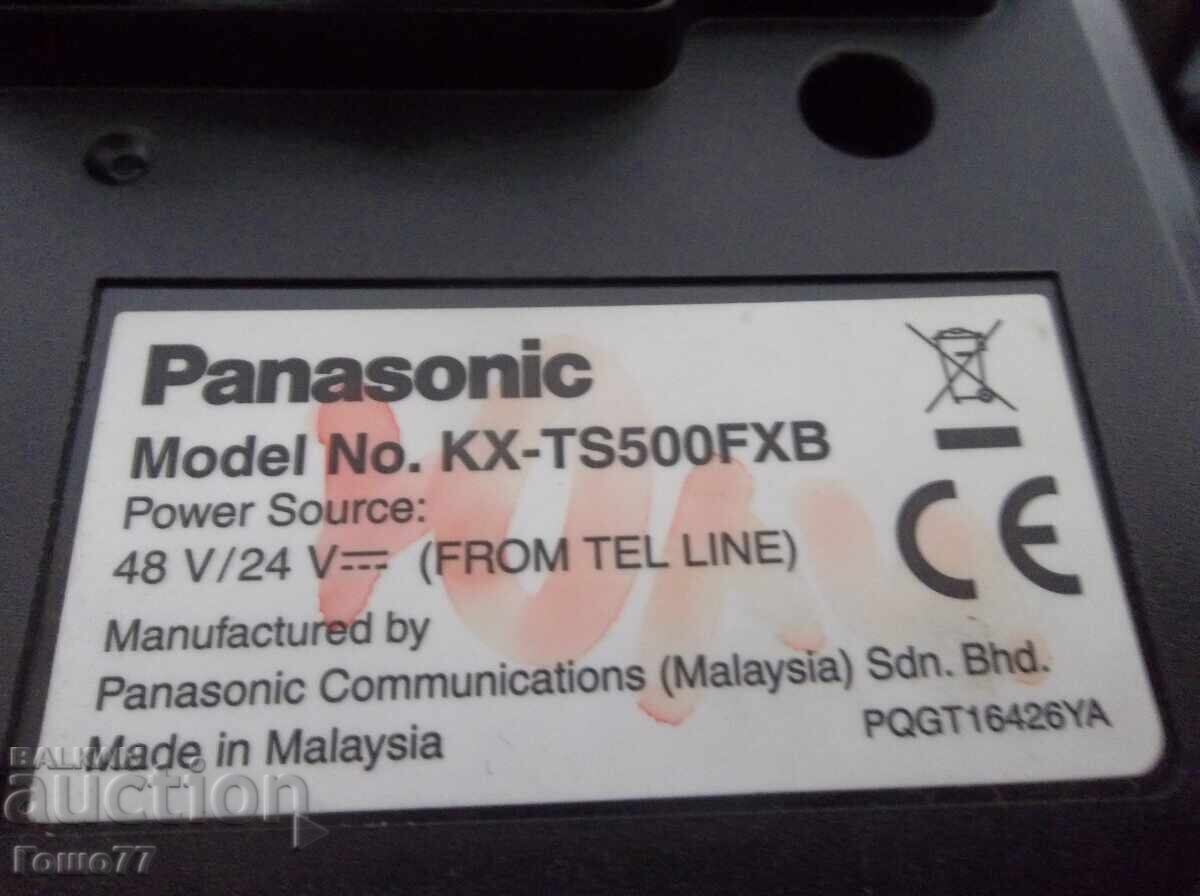 Panasonic
Model No. KX-TS500FXB
Power Source:
48 V/24 V⎓ (FROM TEL LINE)
CE
Manufactured by
Panasonic Communications (Malaysia) Sdn. Bhd.
PQGT16426YA
Made in Malaysia
auction
Гошо77